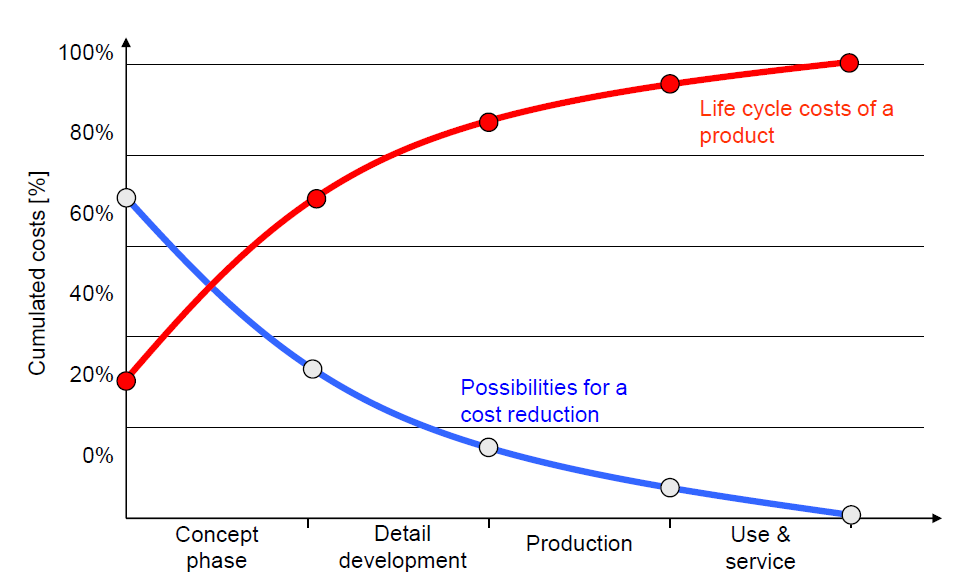 100%
80%
60%
40%
20%
0%
Cumulated costs [%]
Life cycle costs of a
product
Possibilities for a
cost reduction
Concept
phase
Detail
development
Production
Use &
service